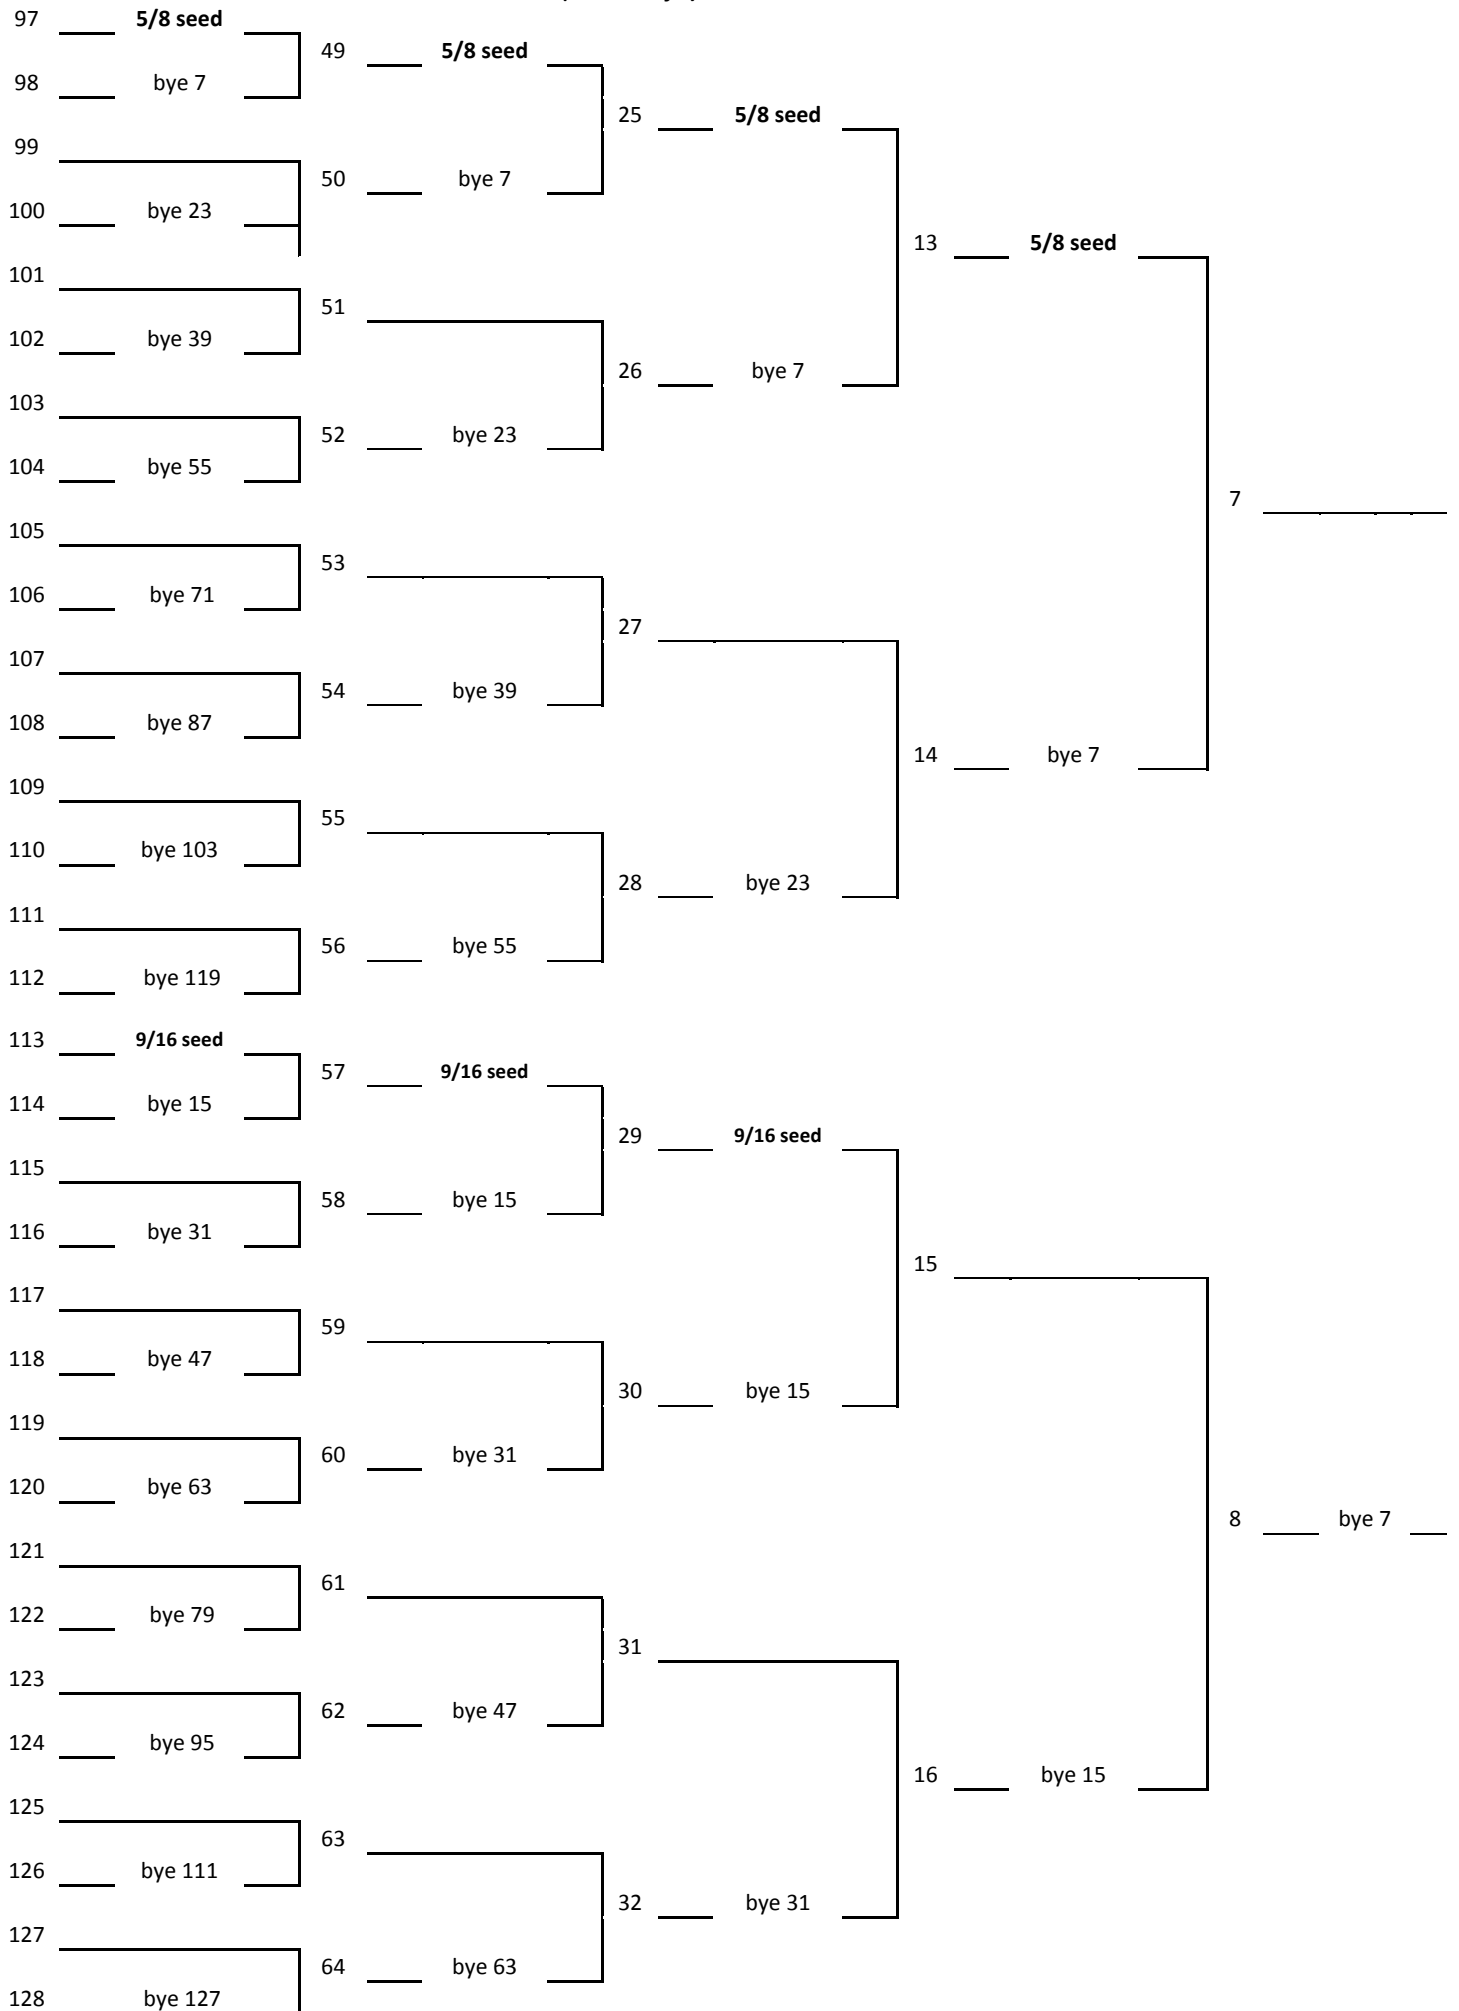 97 5/8 seed
49 5/8 seed
98 bye 7
25 5/8 seed
99
50 bye 7
100 bye 23
13 5/8 seed
101
51
102 bye 39
26 bye 7
103
52 bye 23
104 bye 55
7
105
53
106 bye 71
27
107
54 bye 39
108 bye 87
14 bye 7
109
55
110 bye 103
28 bye 23
111
56 bye 55
112 bye 119
113 9/16 seed
57 9/16 seed
114 bye 15
29 9/16 seed
115
58 bye 15
116 bye 31
15
117
59
118 bye 47
30 bye 15
119
60 bye 31
120 bye 63
8 bye 7
121
61
122 bye 79
31
123
62 bye 47
124 bye 95
16 bye 15
125
63
126 bye 111
32 bye 31
127
64 bye 63
128 bye 127